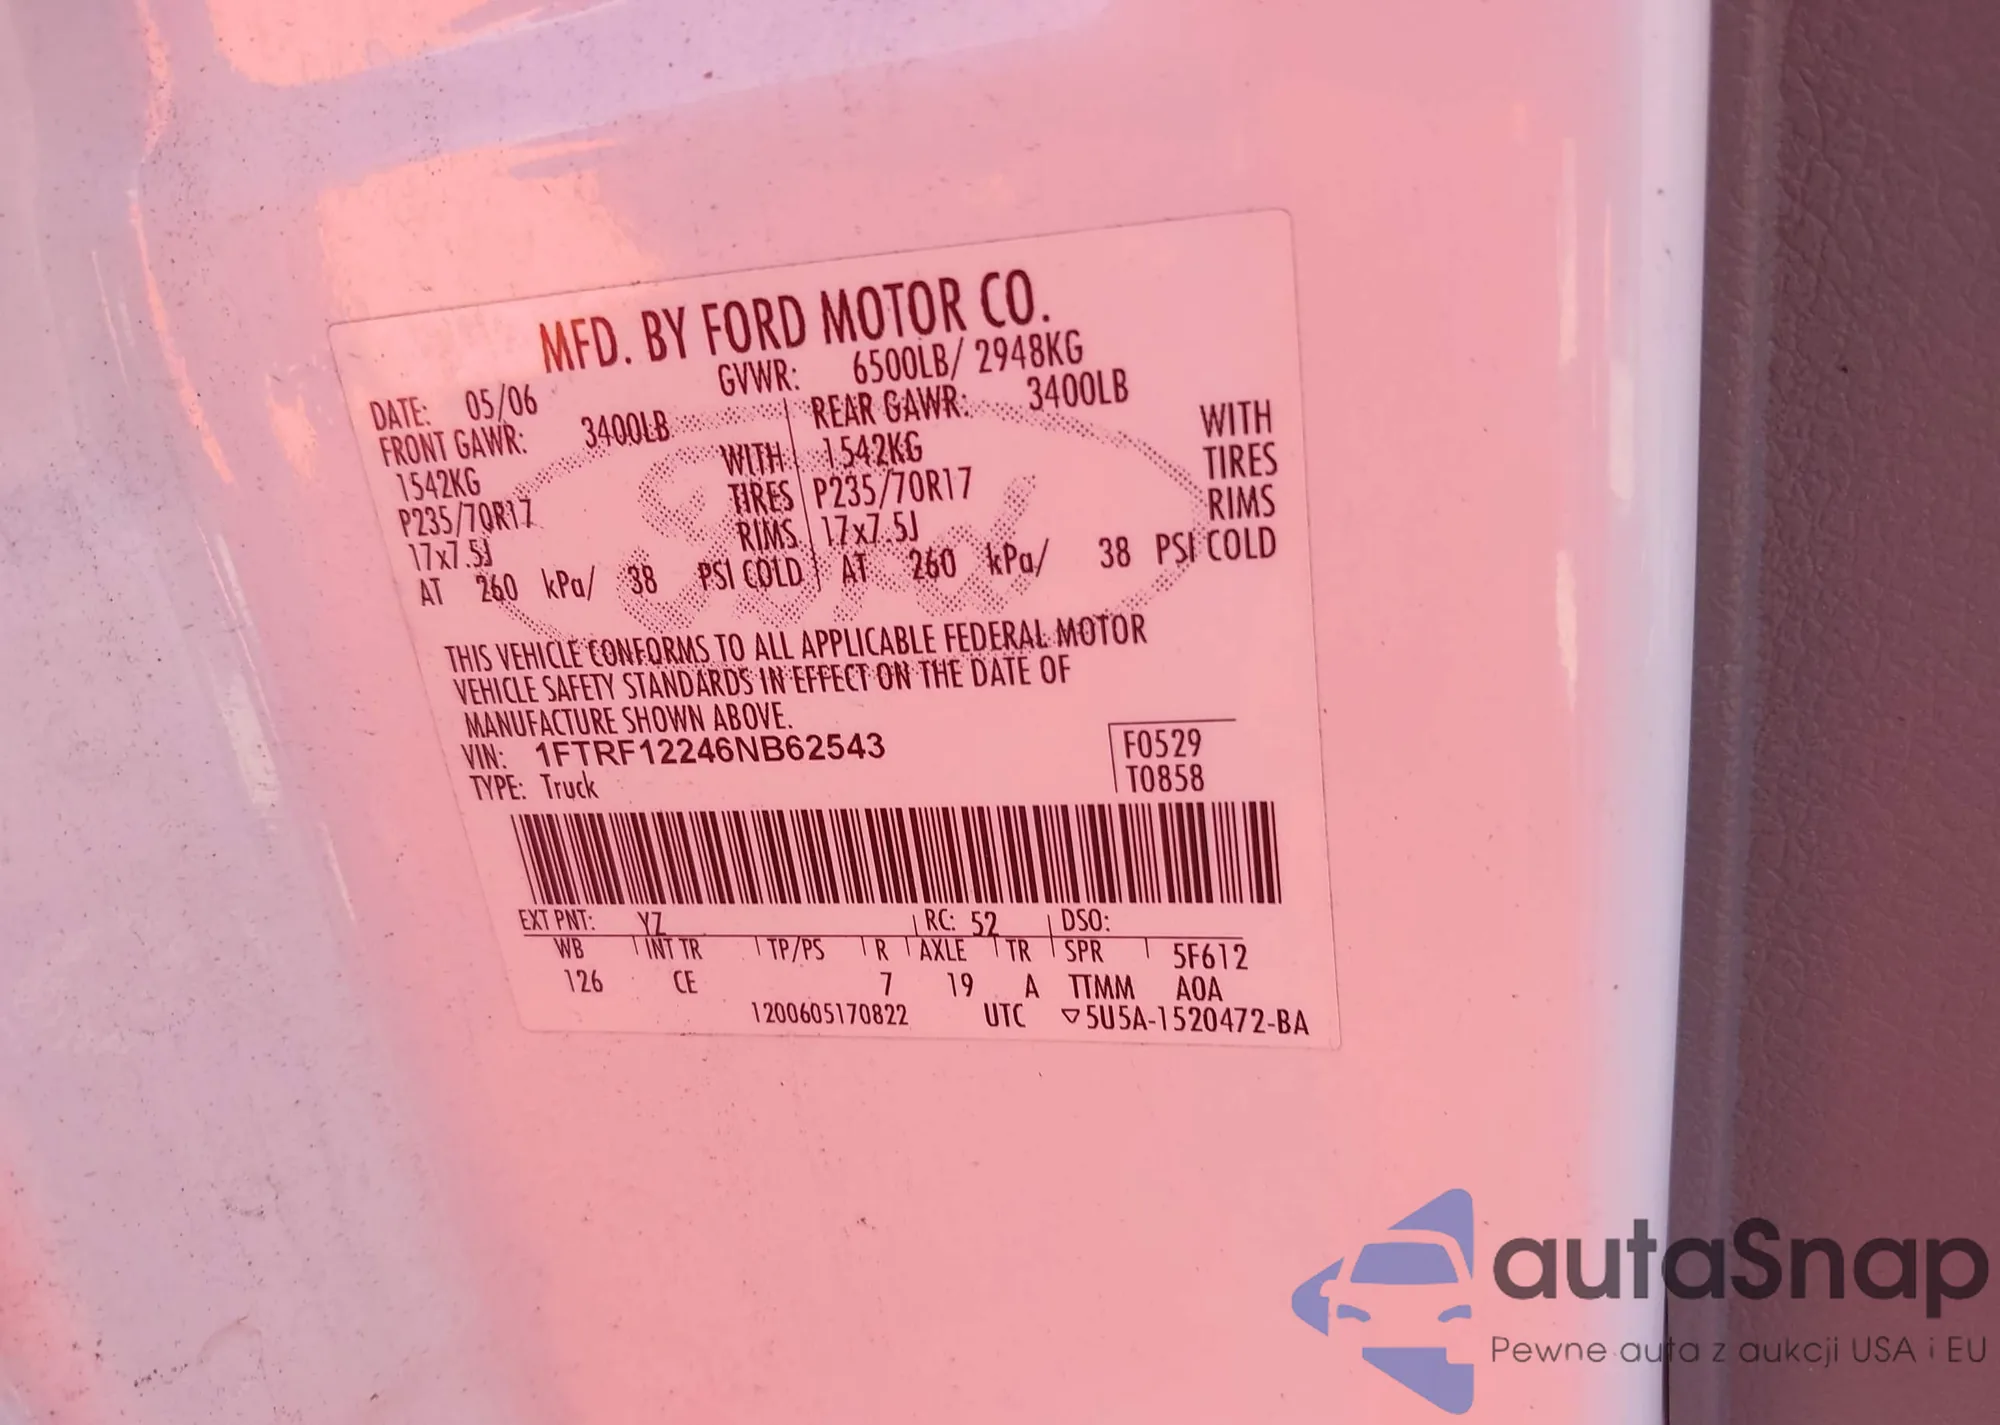 MFD. BY FORD MOTOR CO.
DATE: 05/06 GVWR: 6500LB/ 2948KG
FRONT GAWR: 3400LB REAR GAWR: 3400LB
1542KG WITH 1542KG WITH
P235/70R17 TIRES P235/70R17 TIRES
17x7.5J RIMS 17x7.5J RIMS
AT 260 kPa/ 38 PSI COLD AT 260 kPa/ 38 PSI COLD
THIS VEHICLE CONFORMS TO ALL APPLICABLE FEDERAL MOTOR
VEHICLE SAFETY STANDARDS IN EFFECT ON THE DATE OF
MANUFACTURE SHOWN ABOVE.
VIN: 1FTRF12246NB62543 F0529
TYPE: Truck T0858
EXT PNT: YZ RC: 52 DSO:
WB INT TR TP/PS R AXLE TR SPR 5F612
126 CE 7 19 A TTMM AOA
1200605170822 UTC ▽5U5A-1520472-BA
autaSnap
Pewne auta z aukcji USA i EU